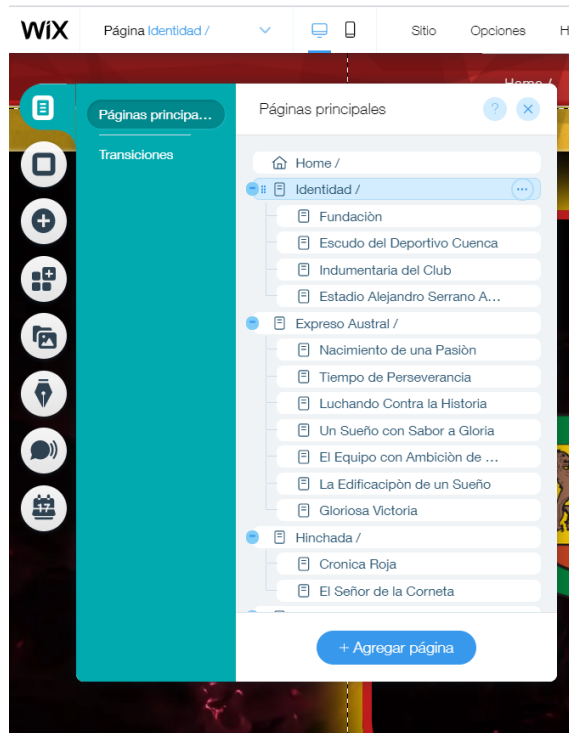 WiX Página Identidad / Sitio Opciones H
Home /
Páginas principa...
Transiciones
Páginas principales ? ×
Home /
Identidad /
Fundaciòn
Escudo del Deportivo Cuenca
Indumentaria del Club
Estadio Alejandro Serrano A...
Expreso Austral /
Nacimiento de una Pasiòn
Tiempo de Perseverancia
Luchando Contra la Historia
Un Sueño con Sabor a Gloria
El Equipo con Ambiciòn de ...
La Edificacipòn de un Sueño
Gloriosa Victoria
Hinchada /
Cronica Roja
El Señor de la Corneta
+ Agregar página
17